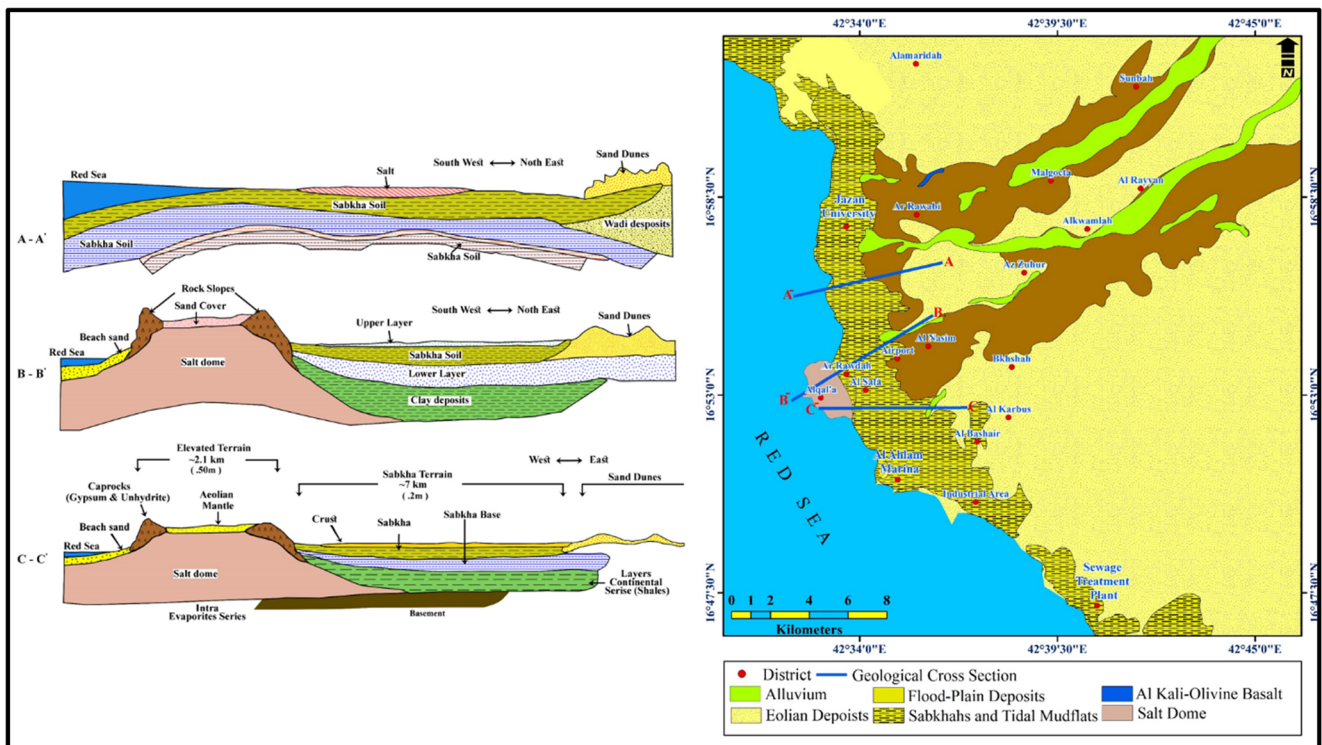 South West ⟷ Noth East
Sand Dunes
Red Sea
Salt
Sabkha Soil
Wadi desposits
A - A'
Sabkha Soil
Sabkha Soil
Rock Slopes
Sand Cover
South West ⟷ North East
Sand Dunes
Beach sand
Upper Layer
Red Sea
Sabkha Soil
B - B'
Salt dome
Lower Layer
Clay deposits
Elevated Terrain
~2.1 km
( .50m )
West ⟷ East
Sabkha Terrain
~7 km
( .2m )
Sand Dunes
Caprocks
(Gypsum & Unhydrite)
Aeolian
Mantle
Beach sand
Crust
Sabkha
Sabkha Base
Red Sea
C - C'
Salt dome
Layers
Continental
Serise (Shales)
Intra
Evaporites Series
Basement
42°34'0"E
42°39'30"E
42°45'0"E
N
Alamaridah
Sunbah
Malgocta
Al Rayyan
16°58'30"N
16°58'30"N
Jazan
University
Ar Rawabi
Alkwamlah
A
Az Zuhur
A'
B
Al Nasim
Airport
Bkhshah
Ar Rawdah
Al Safa
Alqal'a
16°53'0"N
16°53'0"N
B'
C'
C
Al Karbus
Al Bashair
RED SEA
Al Ahlam
Marina
Industrial Area
Sewage
Treatment
Plant
16°47'30"N
16°47'30"N
0 1 2 4 6 8
Kilometers
42°34'0"E
42°39'30"E
42°45'0"E
District
Geological Cross Section
Alluvium
Flood-Plain Deposits
Al Kali-Olivine Basalt
Eolian Depoists
Sabkhahs and Tidal Mudflats
Salt Dome